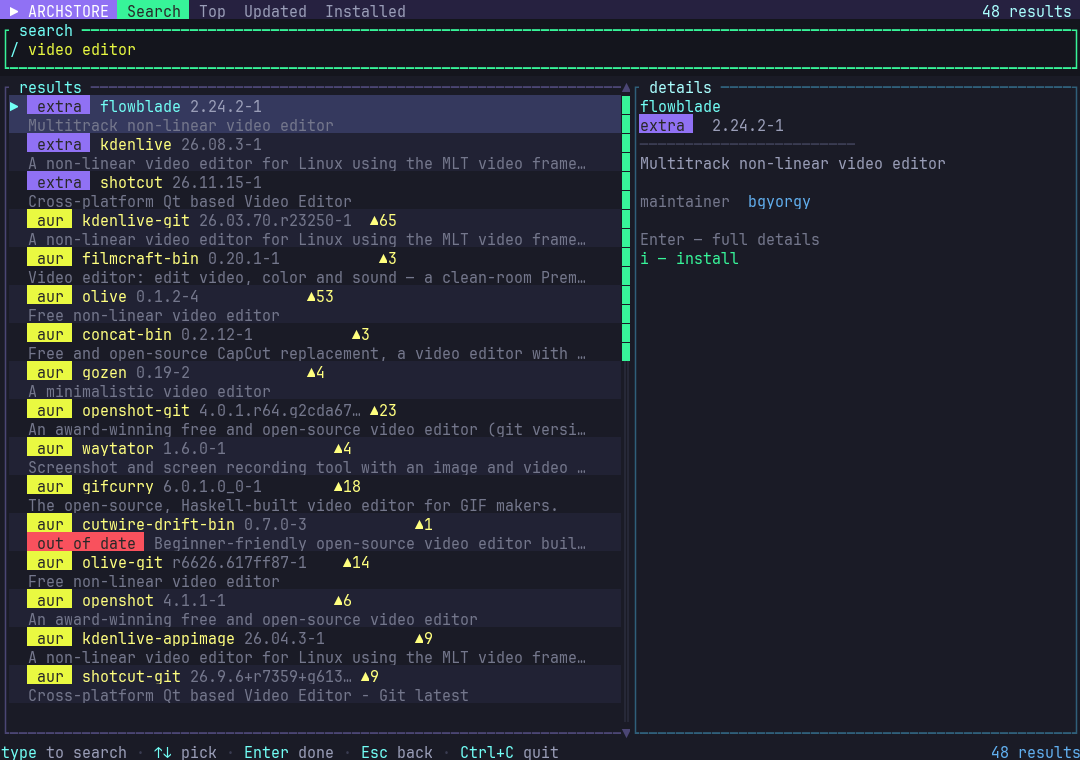 ▶ ARCHSTORE Search Top Updated Installed 48 results
search
/ video editor
results
▶ extra flowblade 2.24.2-1
Multitrack non-linear video editor
extra kdenlive 26.08.3-1
A non-linear video editor for Linux using the MLT video frame…
extra shotcut 26.11.15-1
Cross-platform Qt based Video Editor
aur kdenlive-git 26.03.70.r23250-1 ▲65
A non-linear video editor for Linux using the MLT video frame…
aur filmcraft-bin 0.20.1-1 ▲3
Video editor: edit video, color and sound — a clean-room Prem…
aur olive 0.1.2-4 ▲53
Free non-linear video editor
aur concat-bin 0.2.12-1 ▲3
Free and open-source CapCut replacement, a video editor with …
aur gozen 0.19-2 ▲4
A minimalistic video editor
aur openshot-git 4.0.1.r64.g2cda67… ▲23
An award-winning free and open-source video editor (git versi…
aur waytator 1.6.0-1 ▲4
Screenshot and screen recording tool with an image and video …
aur gifcurry 6.0.1.0_0-1 ▲18
The open-source, Haskell-built video editor for GIF makers.
aur cutwire-drift-bin 0.7.0-3 ▲1
out of date Beginner-friendly open-source video editor buil…
aur olive-git r6626.617ff87-1 ▲14
Free non-linear video editor
aur openshot 4.1.1-1 ▲6
An award-winning free and open-source video editor
aur kdenlive-appimage 26.04.3-1 ▲9
A non-linear video editor for Linux using the MLT video frame…
aur shotcut-git 26.9.6+r7359+g613… ▲9
Cross-platform Qt based Video Editor - Git latest
details
flowblade
extra 2.24.2-1
Multitrack non-linear video editor
maintainer bgyorgy
Enter — full details
i — install
type to search · ↑↓ pick · Enter done · Esc back · Ctrl+C quit 48 results